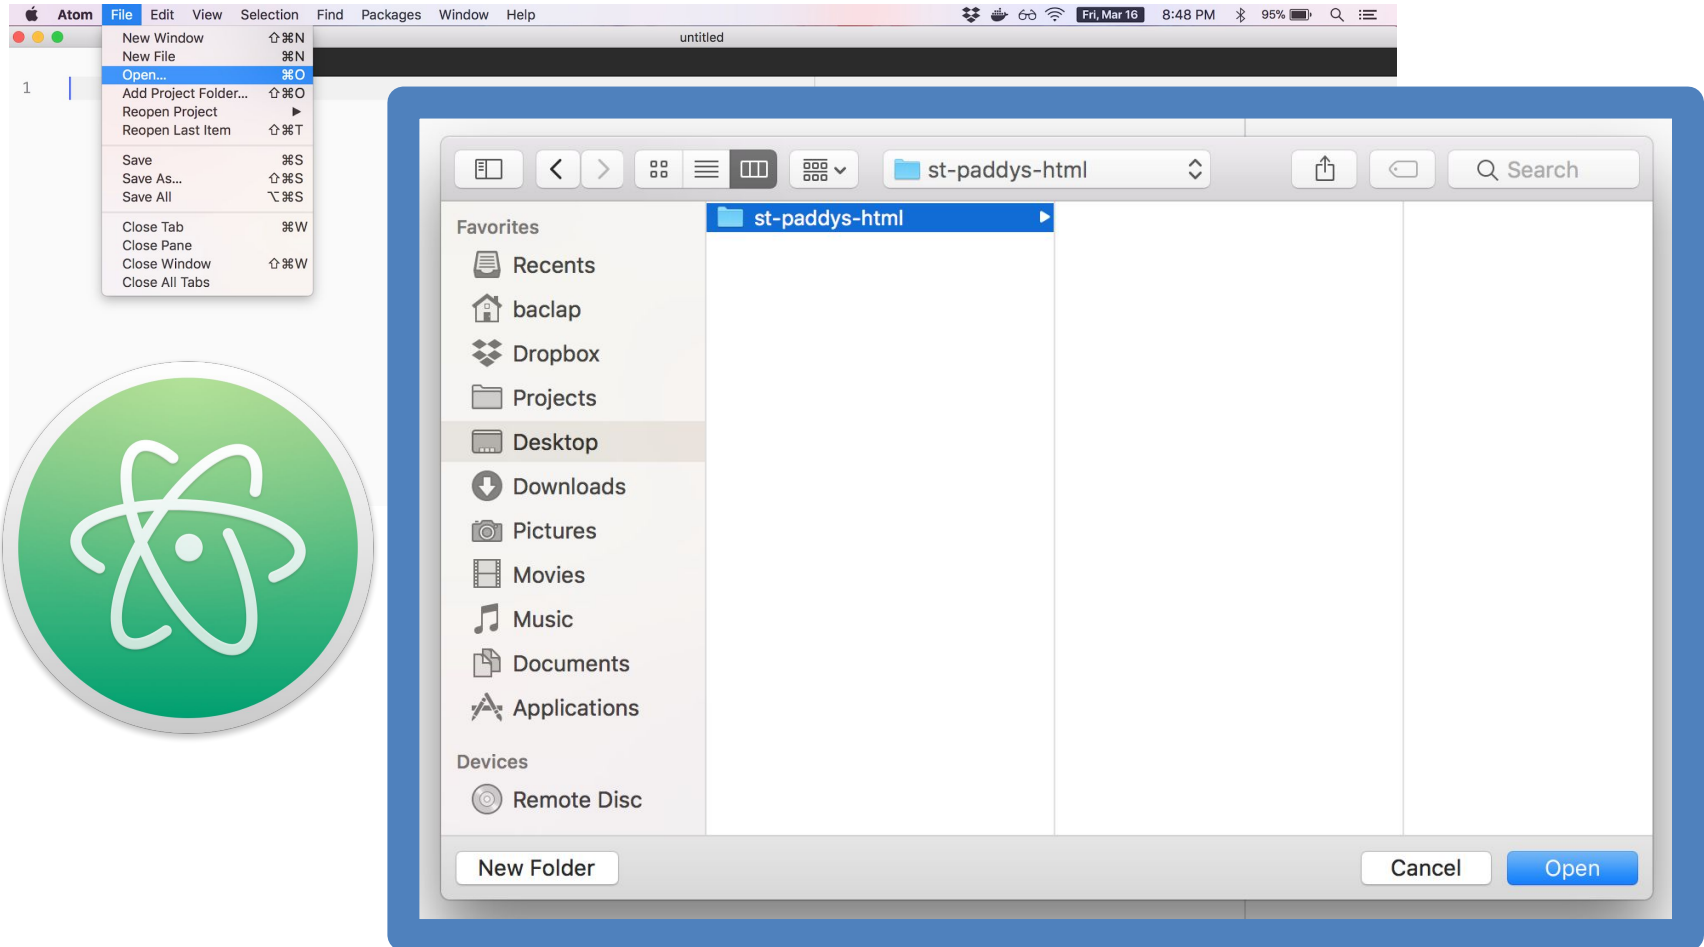 Atom File Edit View Selection Find Packages Window Help Fri, Mar 16 8:48 PM 95%
untitled
New Window ⇧⌘N
New File ⌘N
Open... ⌘O
Add Project Folder... ⇧⌘O
Reopen Project ▶
Reopen Last Item ⇧⌘T
Save ⌘S
Save As... ⇧⌘S
Save All ⌥⌘S
Close Tab ⌘W
Close Pane
Close Window ⇧⌘W
Close All Tabs
1
st-paddys-html Search
Favorites
Recents
baclap
Dropbox
Projects
Desktop
Downloads
Pictures
Movies
Music
Documents
Applications
Devices
Remote Disc
st-paddys-html
New Folder Cancel Open